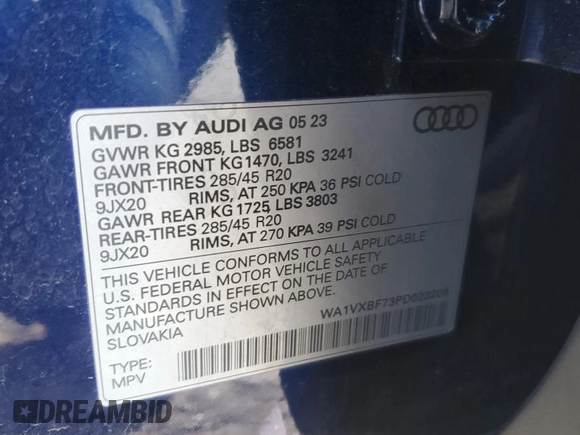 MFD. BY AUDI AG 05 23
GVWR KG 2985, LBS 6581
GAWR FRONT KG1470, LBS 3241
FRONT-TIRES 285/45 R20
9JX20 RIMS, AT 250 KPA 36 PSI COLD
GAWR REAR KG 1725, LBS 3803
REAR-TIRES 285/45 R20
9JX20 RIMS, AT 270 KPA 39 PSI COLD
THIS VEHICLE CONFORMS TO ALL APPLICABLE
U.S. FEDERAL MOTOR VEHICLE SAFETY
STANDARDS IN EFFECT ON THE DATE OF
MANUFACTURE SHOWN ABOVE.
SLOVAKIA
TYPE:
MPV
DREAMBID